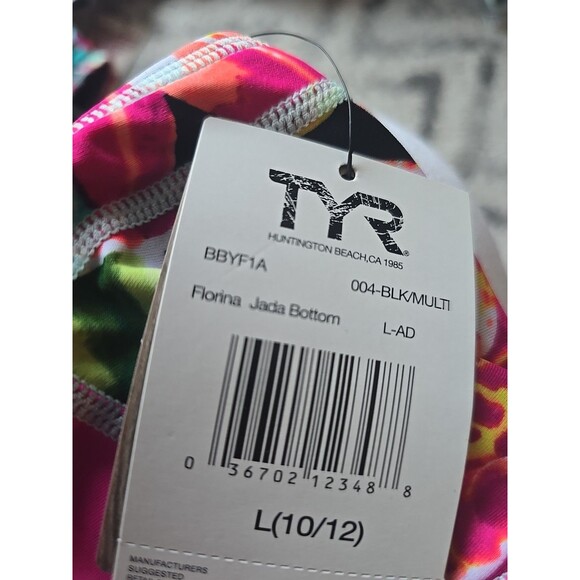 TYR
HUNTINGTON BEACH,CA 1985
BBYF1A
004-BLK/MULTI
Florina Jada Bottom
L-AD
0 36702 12348 8
L(10/12)
MANUFACTURERS
SUGGESTED